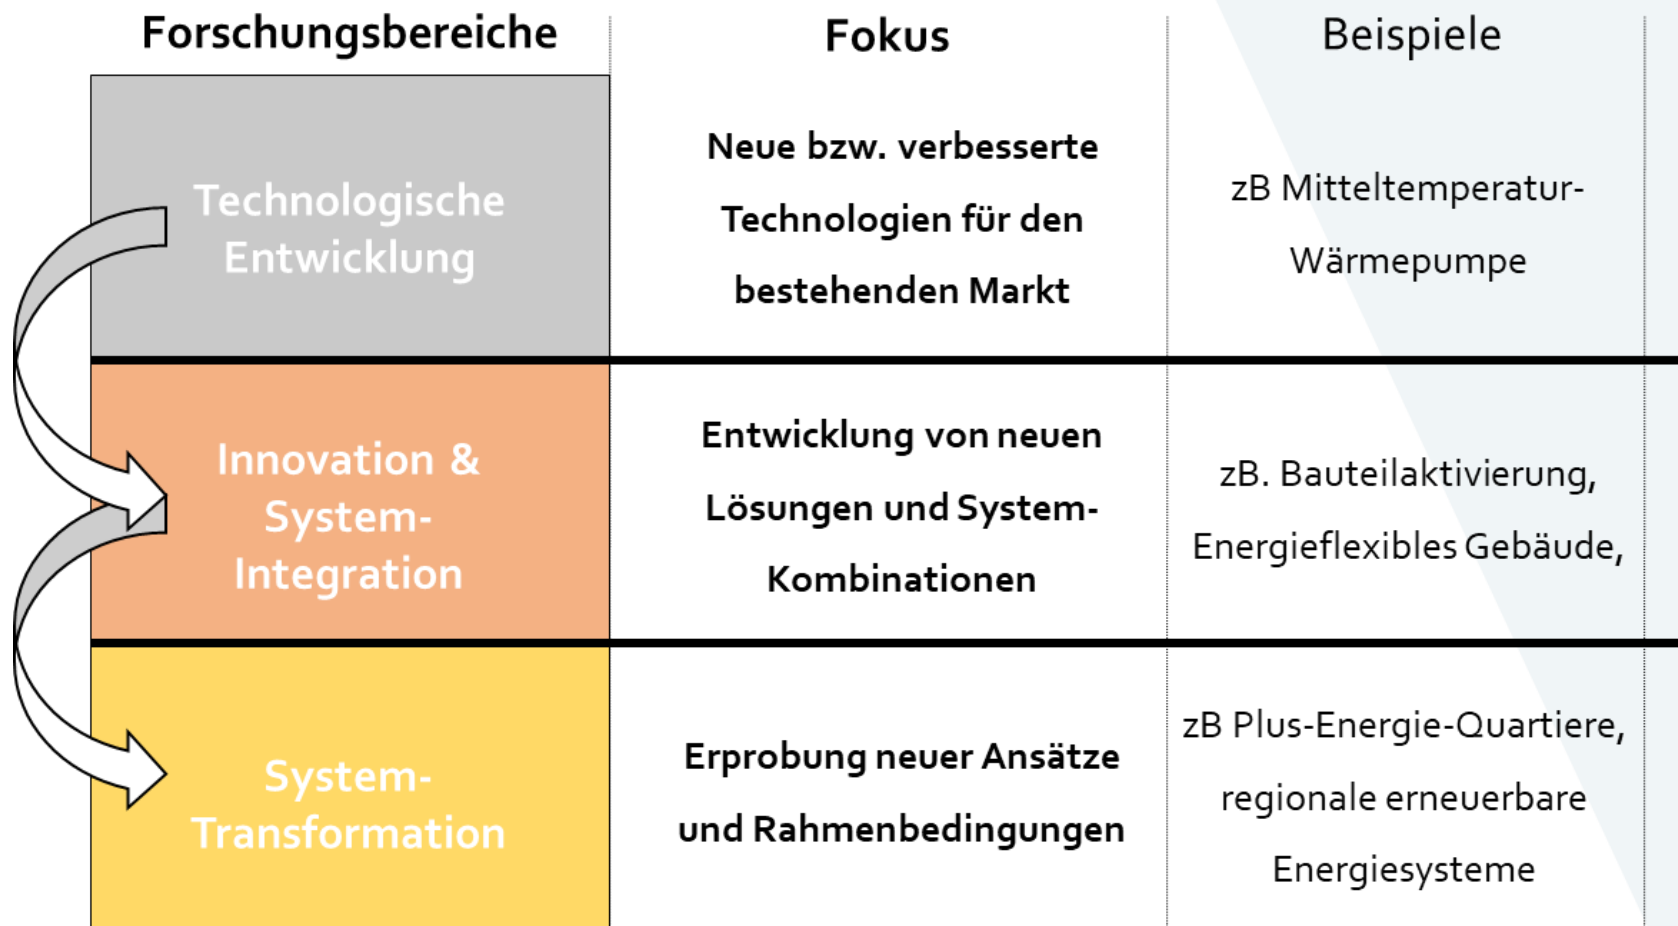 Forschungsbereiche
Fokus
Beispiele
Technologische
Entwicklung
Neue bzw. verbesserte
Technologien für den
bestehenden Markt
zB Mitteltemperatur-
Wärmepumpe
Innovation &
System-
Integration
Entwicklung von neuen
Lösungen und System-
Kombinationen
zB. Bauteilaktivierung,
Energieflexibles Gebäude,
System-
Transformation
Erprobung neuer Ansätze
und Rahmenbedingungen
zB Plus-Energie-Quartiere,
regionale erneuerbare
Energiesysteme